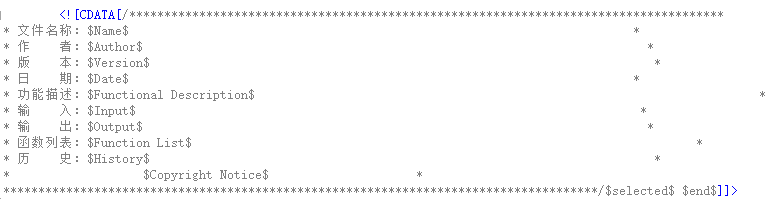 <![CDATA[/*************************************************************************************
* 文件名称：$Name$ *
* 作    者：$Author$ *
* 版    本：$Version$ *
* 日    期：$Date$ *
* 功能描述：$Functional Description$ *
* 输    入：$Input$ *
* 输    出：$Output$ *
* 函数列表：$Function List$ *
* 历    史：$History$ *
* $Copyright Notice$ *
*************************************************************************************/$selected$ $end$]]>